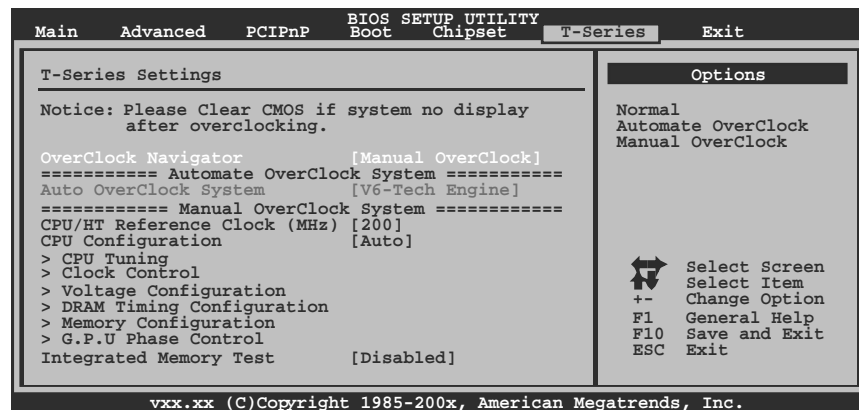 BIOS SETUP UTILITY
Main Advanced PCIPnP Boot Chipset T-Series Exit
T-Series Settings
Notice: Please Clear CMOS if system no display
after overclocking.
OverClock Navigator [Manual OverClock]
=========== Automate OverClock System ===========
Auto OverClock System [V6-Tech Engine]
============ Manual OverClock System ============
CPU/HT Reference Clock (MHz) [200]
CPU Configuration [Auto]
> CPU Tuning
> Clock Control
> Voltage Configuration
> DRAM Timing Configuration
> Memory Configuration
> G.P.U Phase Control
Integrated Memory Test [Disabled]
Options
Normal
Automate OverClock
Manual OverClock
Select Screen
Select Item
+- Change Option
F1 General Help
F10 Save and Exit
ESC Exit
vxx.xx (C)Copyright 1985-200x, American Megatrends, Inc.